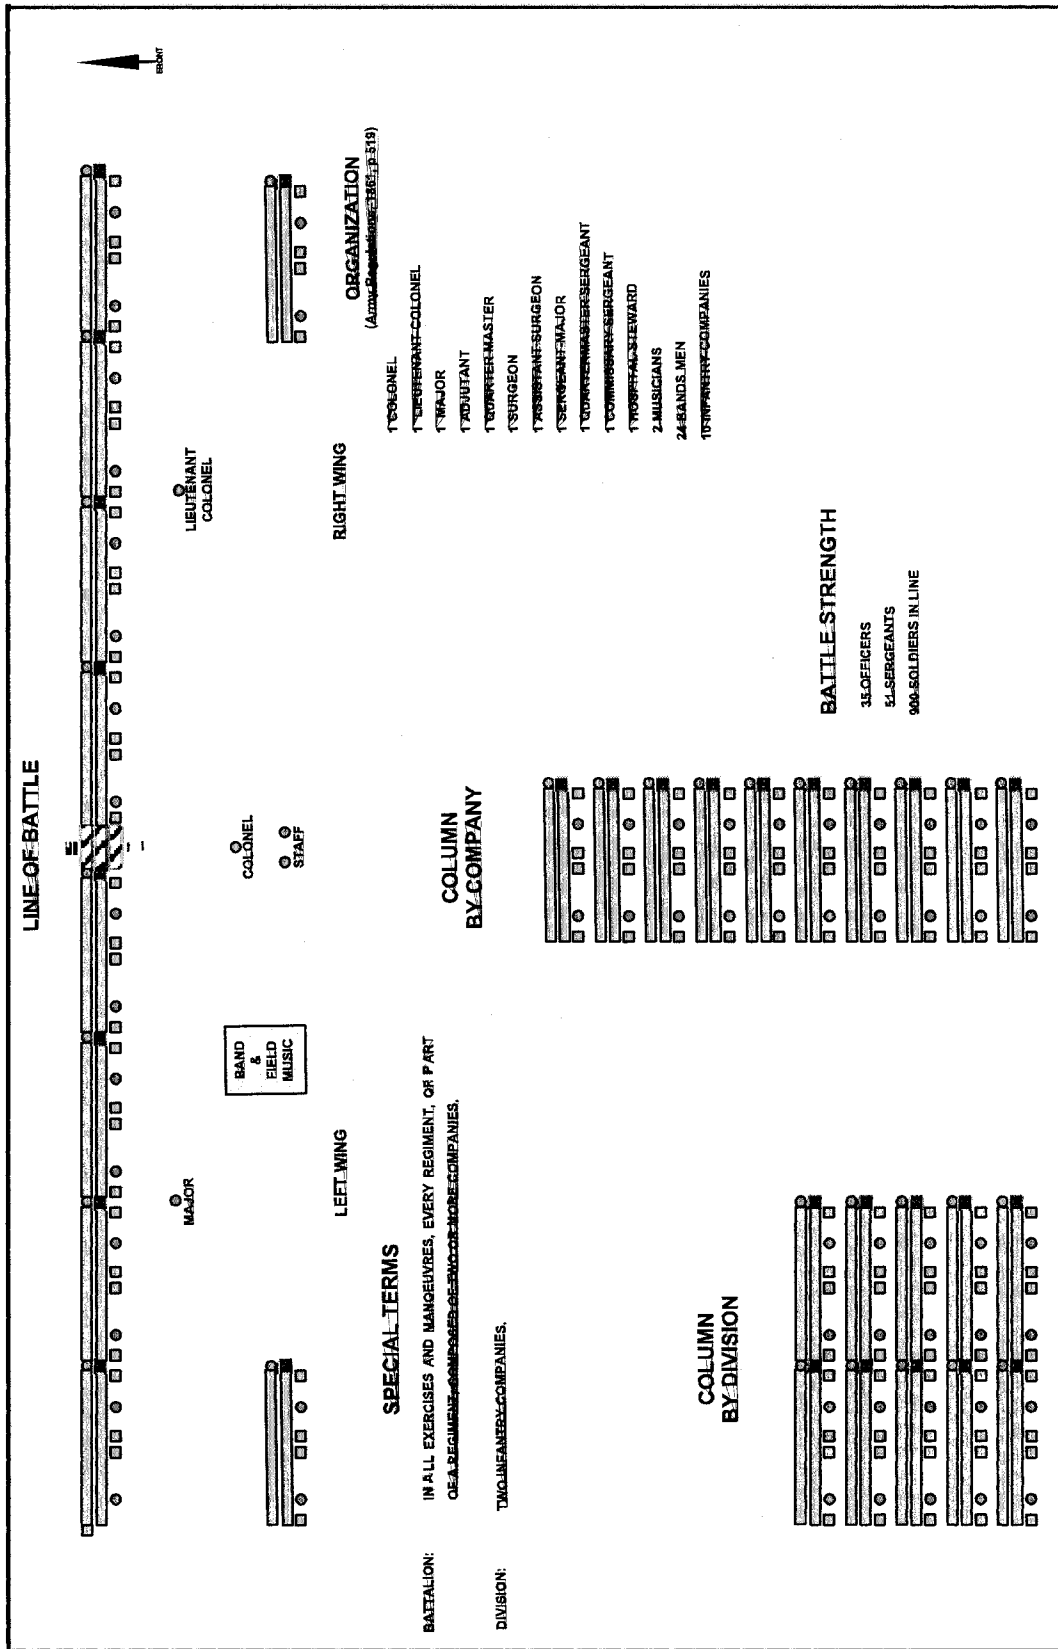 LINE OF BATTLE
FRONT
MAJOR
LIEUTENANT
COLONEL
COLONEL
STAFF
BAND
&
FIELD
MUSIC
LEFT WING
RIGHT WING
SPECIAL TERMS
BATTALION: IN ALL EXERCISES AND MANOEUVRES, EVERY REGIMENT, OR PART
OF A REGIMENT, COMPOSED OF TWO OR MORE COMPANIES.
DIVISION: TWO INFANTRY COMPANIES.
ORGANIZATION
(Army Regulations, 1861, p 519)
1 COLONEL
1 LIEUTENANT COLONEL
1 MAJOR
1 ADJUTANT
1 QUARTER MASTER
1 SURGEON
1 ASSISTANT SURGEON
1 SERGEANT MAJOR
1 QUARTERMASTER SERGEANT
1 COMMISSARY SERGEANT
1 HOSPITAL STEWARD
2 MUSICIANS
24 BANDS MEN
10 INFANTRY COMPANIES
COLUMN
BY COMPANY
BATTLE STRENGTH
35 OFFICERS
51 SERGEANTS
900 SOLDIERS IN LINE
COLUMN
BY DIVISION